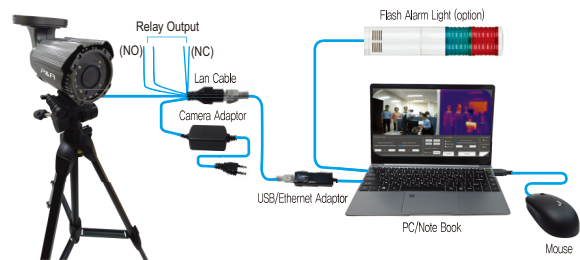 Flash Alarm Light (option)
Relay Output
(NO)
(NC)
Lan Cable
Camera Adaptor
USB/Ethernet Adaptor
PC/Note Book
Mouse